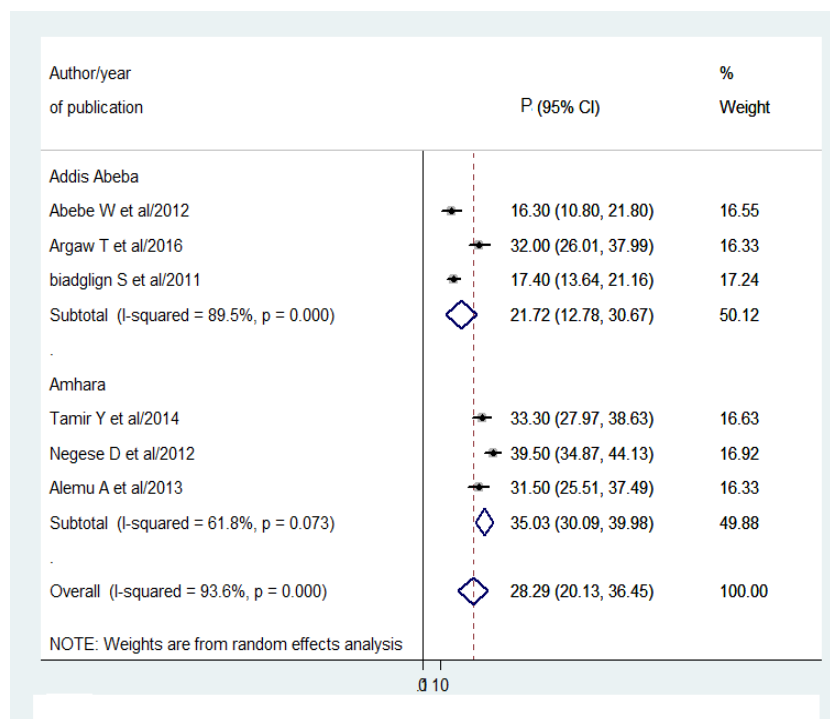 Author/year %
of publication P (95% CI) Weight
Addis Abeba
Abebe W et al/2012 16.30 (10.80, 21.80) 16.55
Argaw T et al/2016 32.00 (26.01, 37.99) 16.33
biadglign S et al/2011 17.40 (13.64, 21.16) 17.24
Subtotal (I-squared = 89.5%, p = 0.000) 21.72 (12.78, 30.67) 50.12
.
Amhara
Tamir Y et al/2014 33.30 (27.97, 38.63) 16.63
Negese D et al/2012 39.50 (34.87, 44.13) 16.92
Alemu A et al/2013 31.50 (25.51, 37.49) 16.33
Subtotal (I-squared = 61.8%, p = 0.073) 35.03 (30.09, 39.98) 49.88
.
Overall (I-squared = 93.6%, p = 0.000) 28.29 (20.13, 36.45) 100.00
NOTE: Weights are from random effects analysis
10